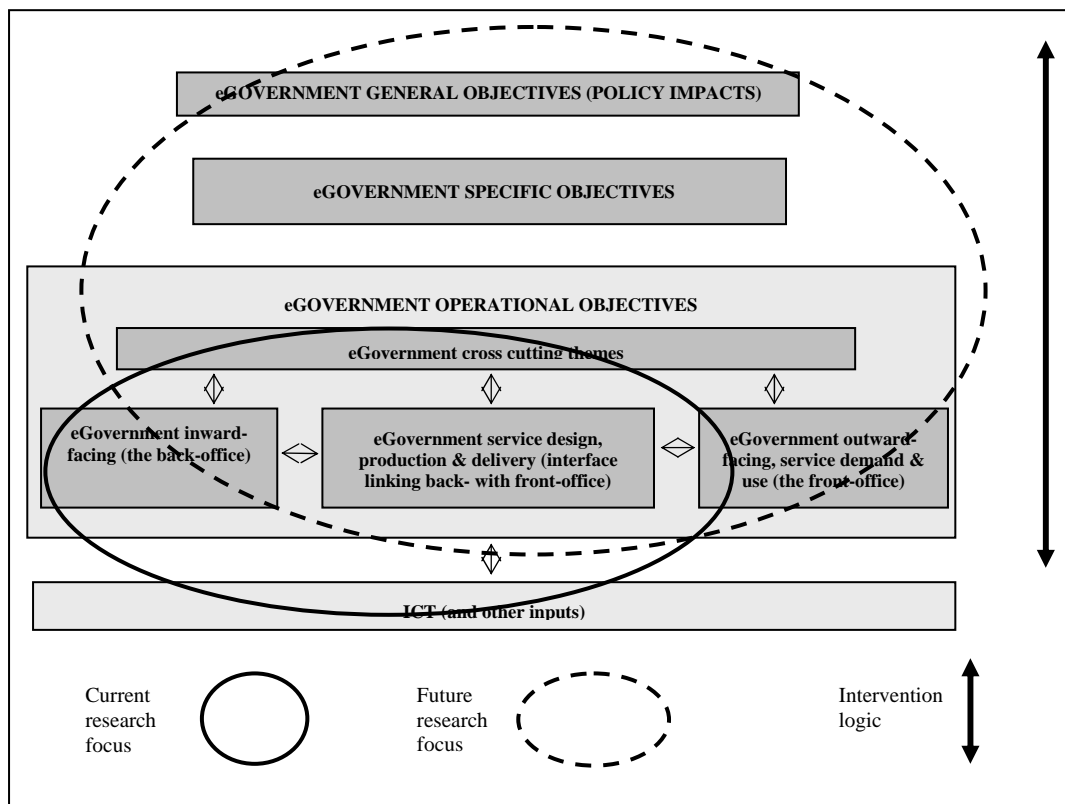 eGOVERNMENT GENERAL OBJECTIVES (POLICY IMPACTS)
eGOVERNMENT SPECIFIC OBJECTIVES
eGOVERNMENT OPERATIONAL OBJECTIVES
eGovernment cross cutting themes
eGovernment inward-
facing (the back-office)
eGovernment service design,
production & delivery (interface
linking back- with front-office)
eGovernment outward-
facing, service demand &
use (the front-office)
ICT (and other inputs)
Current
research
focus
Future
research
focus
Intervention
logic